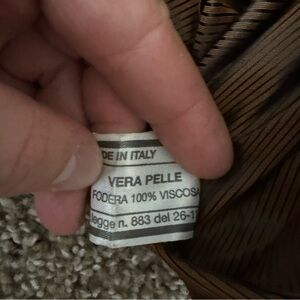 DE IN ITALY
VERA PELLE
FODERA 100% VISCOSA
legge n. 883 del 26-1